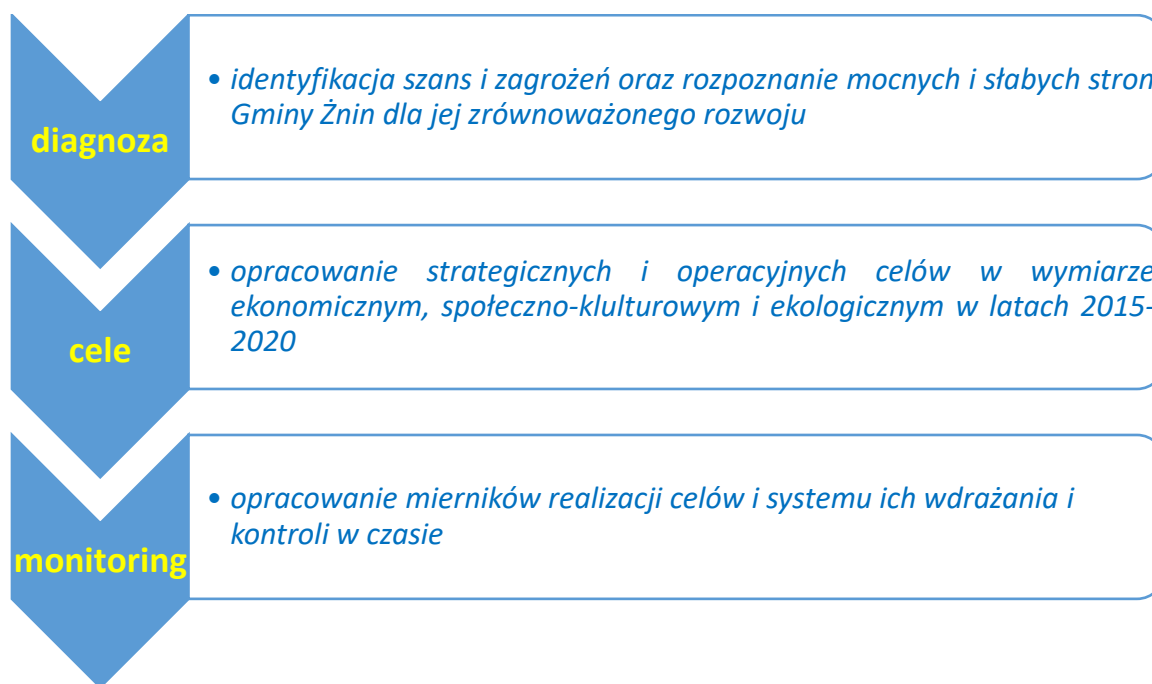 diagnoza
• identyfikacja szans i zagrożeń oraz rozpoznanie mocnych i słabych stron
Gminy Żnin dla jej zrównoważonego rozwoju
cele
• opracowanie strategicznych i operacyjnych celów w wymiarze
ekonomicznym, społeczno-klulturowym i ekologicznym w latach 2015-
2020
monitoring
• opracowanie mierników realizacji celów i systemu ich wdrażania i
kontroli w czasie